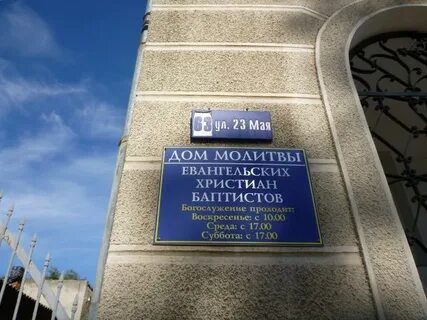 63 ул. 23 Мая
ДОМ МОЛИТВЫ
ЕВАНГЕЛЬСКИХ
ХРИСТИАН
БАПТИСТОВ
Богослужение проходит:
Воскресенье: с 10.00
Среда: с 17.00
Суббота: с 17.00